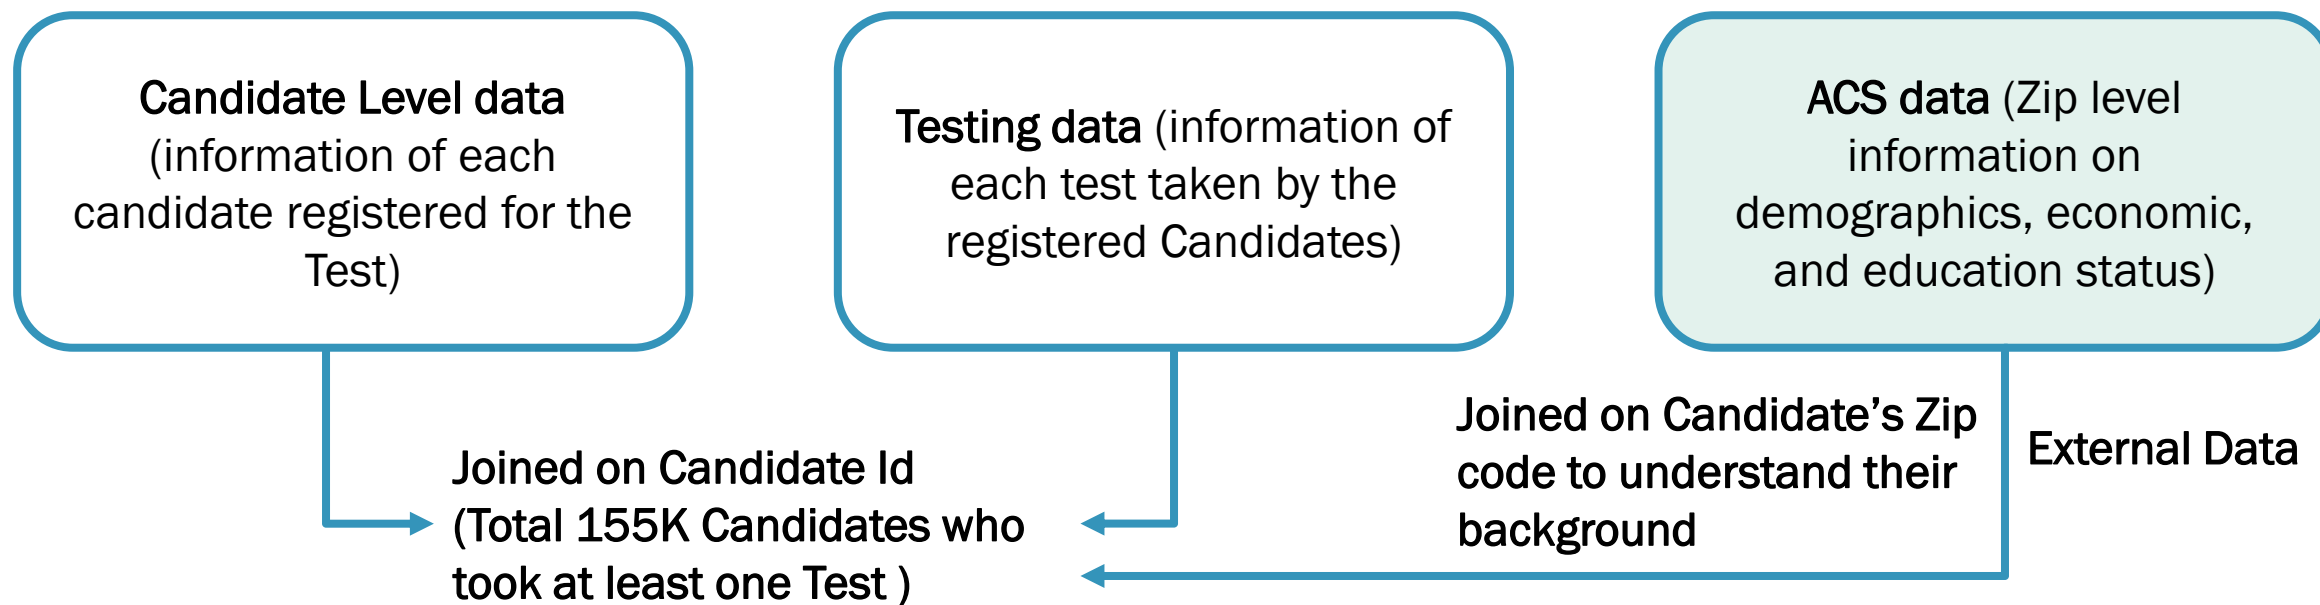 Candidate Level data
(information of each
candidate registered for the
Test)
Testing data (information of
each test taken by the
registered Candidates)
ACS data (Zip level
information on
demographics, economic,
and education status)
Joined on Candidate Id
(Total 155K Candidates who
took at least one Test )
Joined on Candidate’s Zip
code to understand their
background
External Data